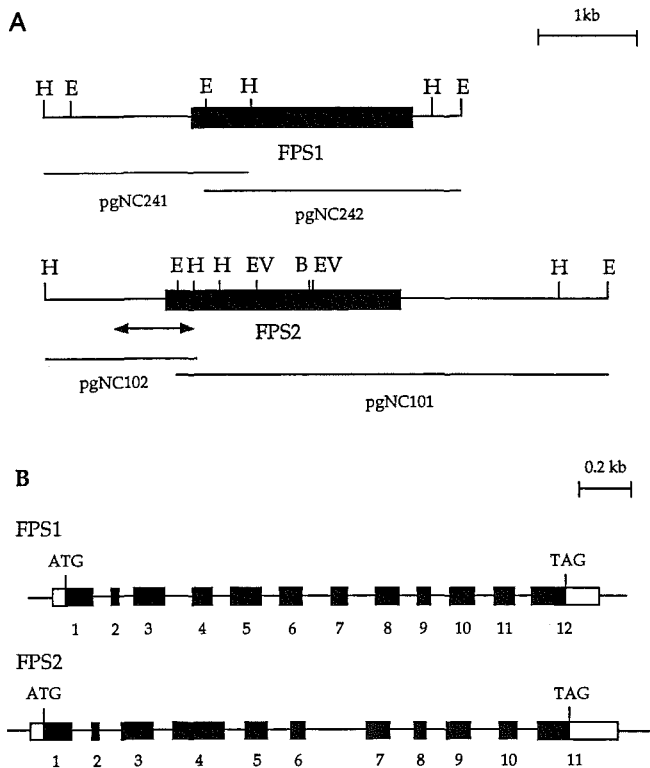 A
1kb
H E E H H E
FPS1
pgNC241
pgNC242
H E H H EV B EV H E
FPS2
pgNC102
pgNC101
B
0.2 kb
FPS1
ATG TAG
1 2 3 4 5 6 7 8 9 10 11 12
FPS2
ATG TAG
1 2 3 4 5 6 7 8 9 10 11